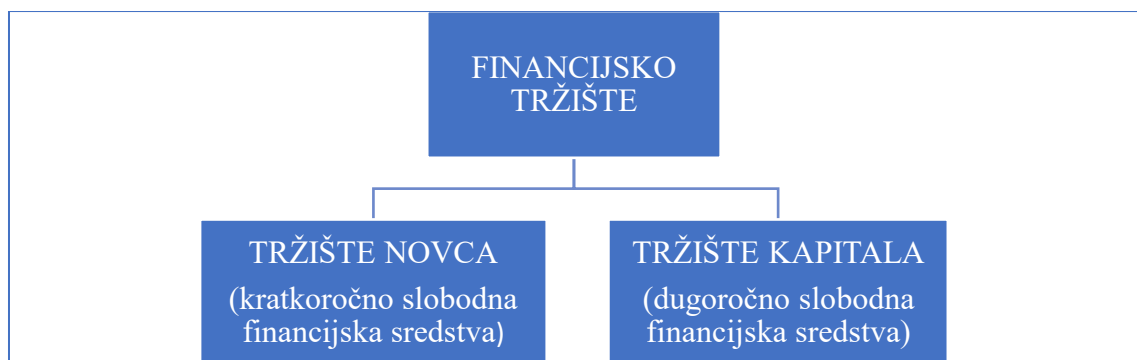 FINANCIJSKO
TRŽIŠTE
TRŽIŠTE NOVCA
(kratkoročno slobodna
financijska sredstva)
TRŽIŠTE KAPITALA
(dugoročno slobodna
financijska sredstva)